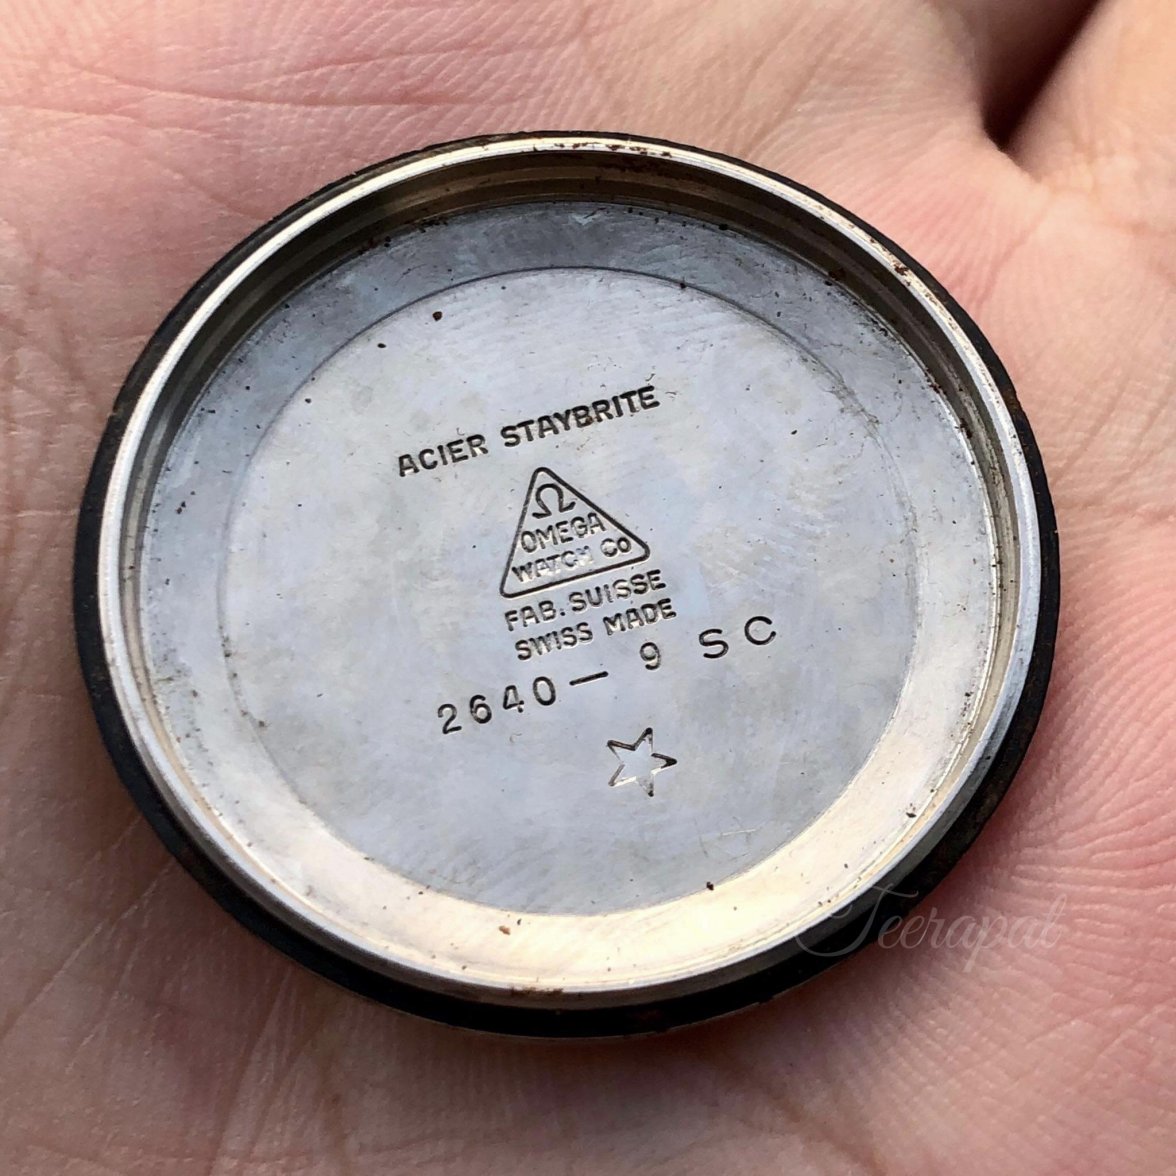 ACIER STAYBRITE
Ω
OMEGA
WATCH Co
FAB. SUISSE
SWISS MADE
2640 — 9 SC
Teerapat